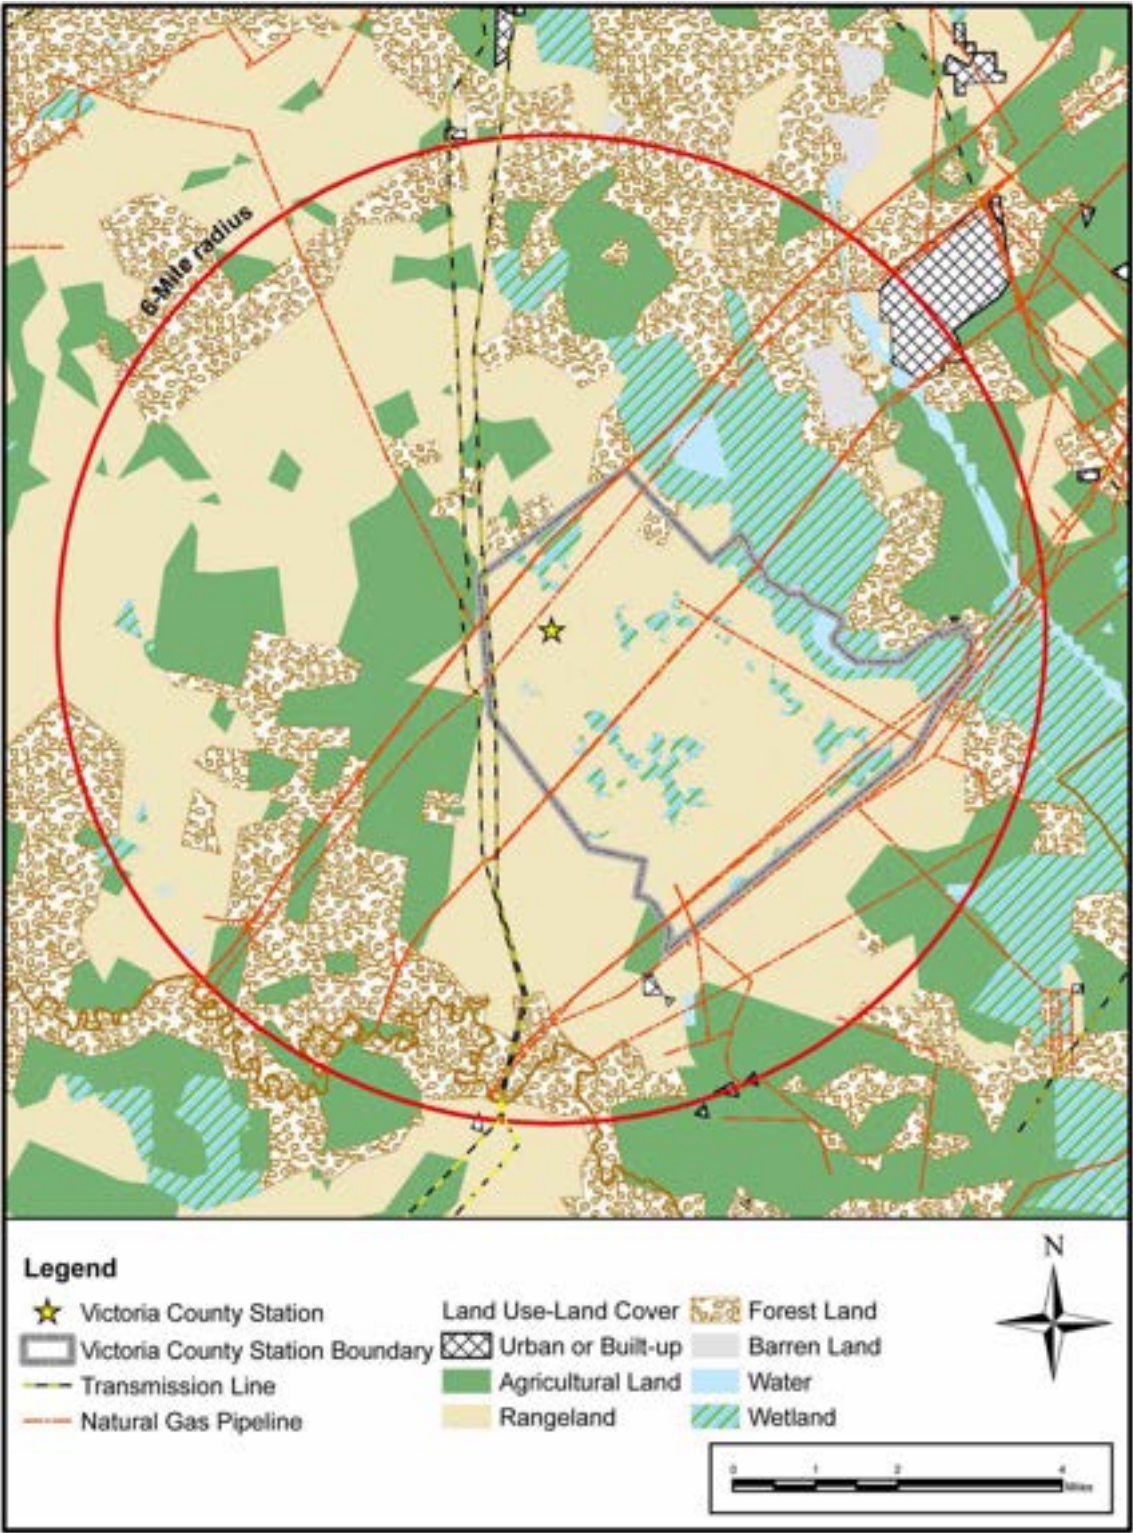 6-Mile radius
Legend
N
Victoria County Station
Victoria County Station Boundary
Transmission Line
Natural Gas Pipeline
Land Use-Land Cover
Urban or Built-up
Agricultural Land
Rangeland
Forest Land
Barren Land
Water
Wetland
0 1 2 4
Miles